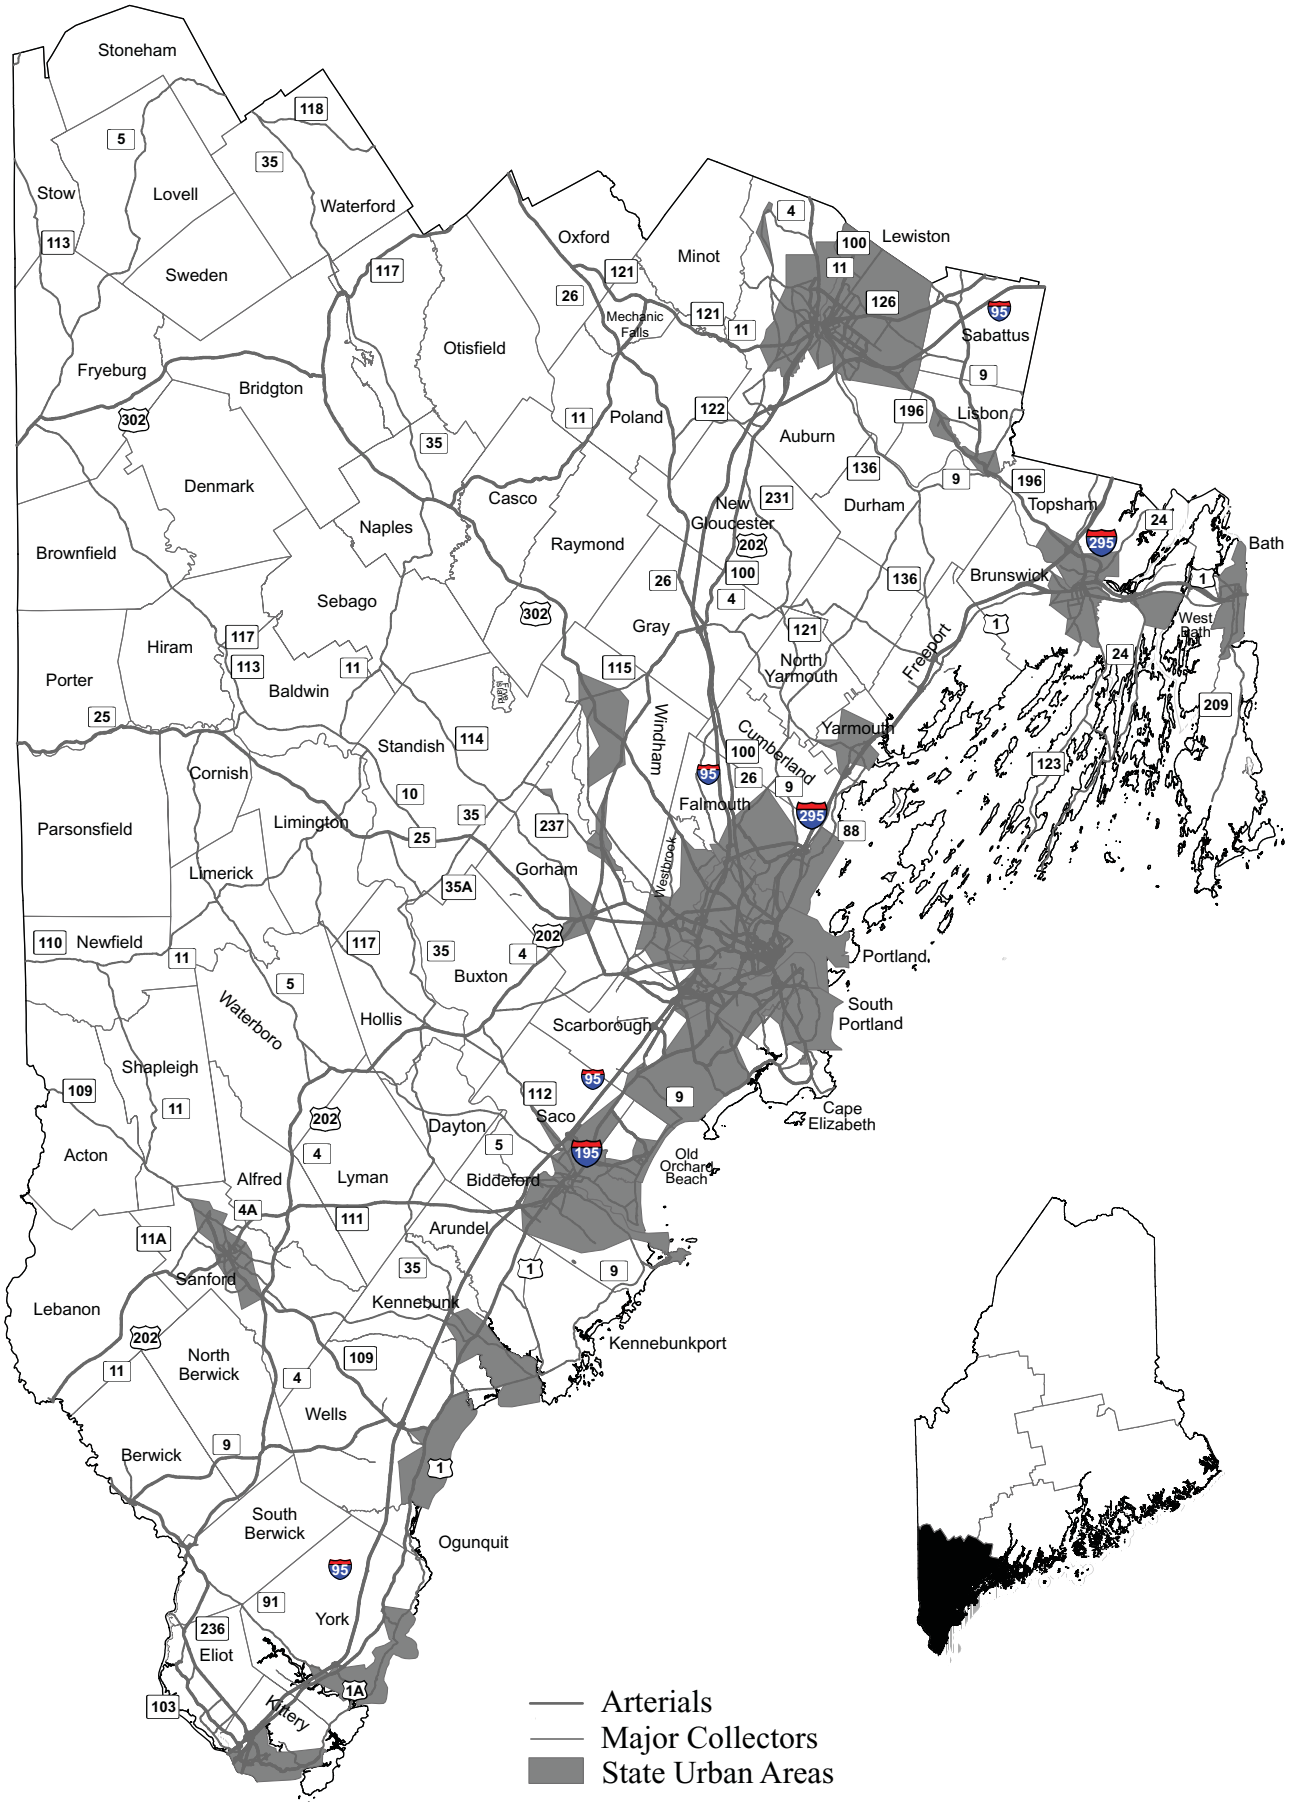 Stoneham
118
5
35
Stow
Lovell
Waterford
4
113
Oxford
Lewiston
100
Sweden
117
121
Minot
11
26
126
121
Mechanic
Falls
11
95
Sabattus
Otisfield
Fryeburg
9
Bridgton
302
11
Poland
122
196
Lisbon
35
Auburn
136
Denmark
9
196
Casco
New
Gloucester
231
Durham
Topsham
24
Naples
Raymond
202
295
Bath
Brownfield
100
26
136
Brunswick
1
4
Sebago
302
Gray
121
1
West
Bath
117
Hiram
113
11
115
North
Yarmouth
Freeport
24
Porter
Baldwin
Frye
Island
209
25
Windham
Yarmouth
Standish
114
Cumberland
100
123
Cornish
95
26
9
10
Falmouth
35
295
Parsonsfield
Limington
25
237
88
Limerick
Gorham
Westbrook
35A
110
Newfield
117
202
11
35
4
Portland
Buxton
5
Waterboro
Hollis
South
Portland
Scarborough
Shapleigh
95
109
112
9
11
202
Saco
Cape
Elizabeth
Dayton
5
4
195
Acton
Old
Orchard
Beach
Alfred
Lyman
Biddeford
4A
111
Arundel
11A
35
1
9
Sanford
Kennebunk
Lebanon
202
Kennebunkport
North
Berwick
109
11
4
Wells
9
Berwick
1
South
Berwick
Ogunquit
95
91
York
236
Eliot
1A
103
Kittery
Arterials
Major Collectors
State Urban Areas